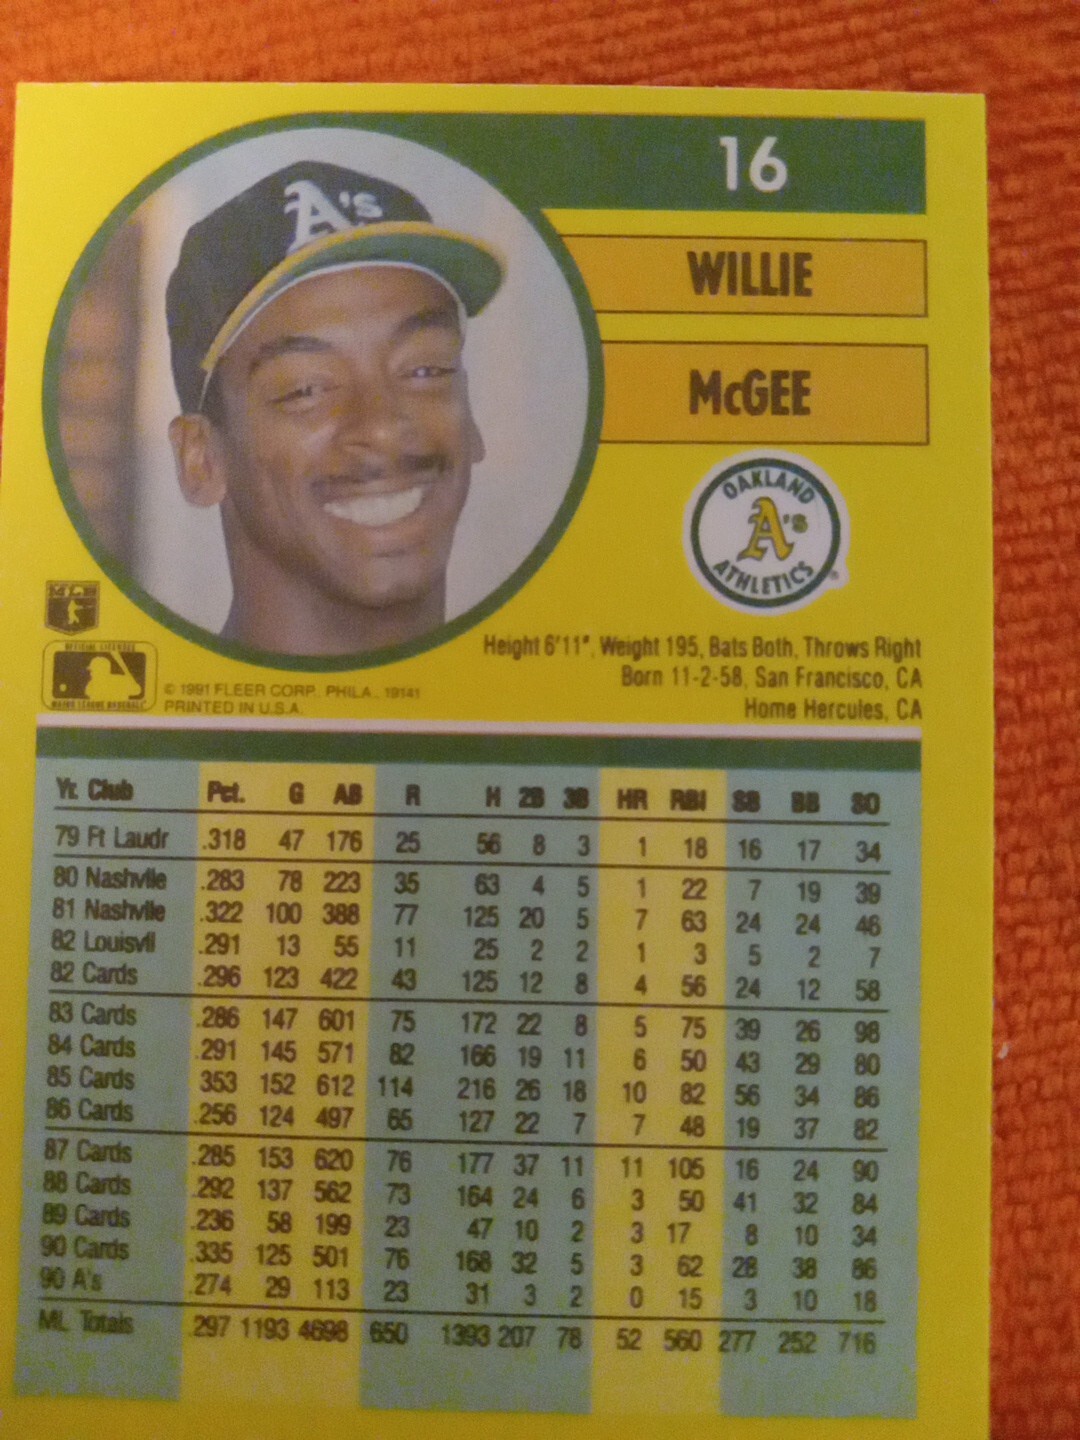 A's
16
WILLIE
McGEE
OAKLAND
A's
ATHLETICS
MLB
OFFICIAL LICENSEE
MAJOR LEAGUE BASEBALL
Height 6'11", Weight 195, Bats Both, Throws Right
Born 11-2-58, San Francisco, CA
Home Hercules, CA
© 1991 FLEER CORP. PHILA., 19141
PRINTED IN U.S.A.
Yr. Club Pct. G AB R H 2B 3B HR RBI SB BB SO
79 Ft Laudr .318 47 176 25 56 8 3 1 18 16 17 34
80 Nashvlle .283 78 223 35 63 4 5 1 22 7 19 39
81 Nashvlle .322 100 388 77 125 20 5 7 63 24 24 46
82 Louisvll .291 13 55 11 25 2 2 1 3 5 2 7
82 Cards .296 123 422 43 125 12 8 4 56 24 12 58
83 Cards .286 147 601 75 172 22 8 5 75 39 26 98
84 Cards .291 145 571 82 166 19 11 6 50 43 29 80
85 Cards .353 152 612 114 216 26 18 10 82 56 34 86
86 Cards .256 124 497 65 127 22 7 7 48 19 37 82
87 Cards .285 153 620 76 177 37 11 11 105 16 24 90
88 Cards .292 137 562 73 164 24 6 3 50 41 32 84
89 Cards .236 58 199 23 47 10 2 3 17 8 10 34
90 Cards .335 125 501 76 168 32 5 3 62 28 38 86
90 A's .274 29 113 23 31 3 2 0 15 3 10 18
ML Totals .297 1193 4698 650 1393 207 78 52 560 277 252 716